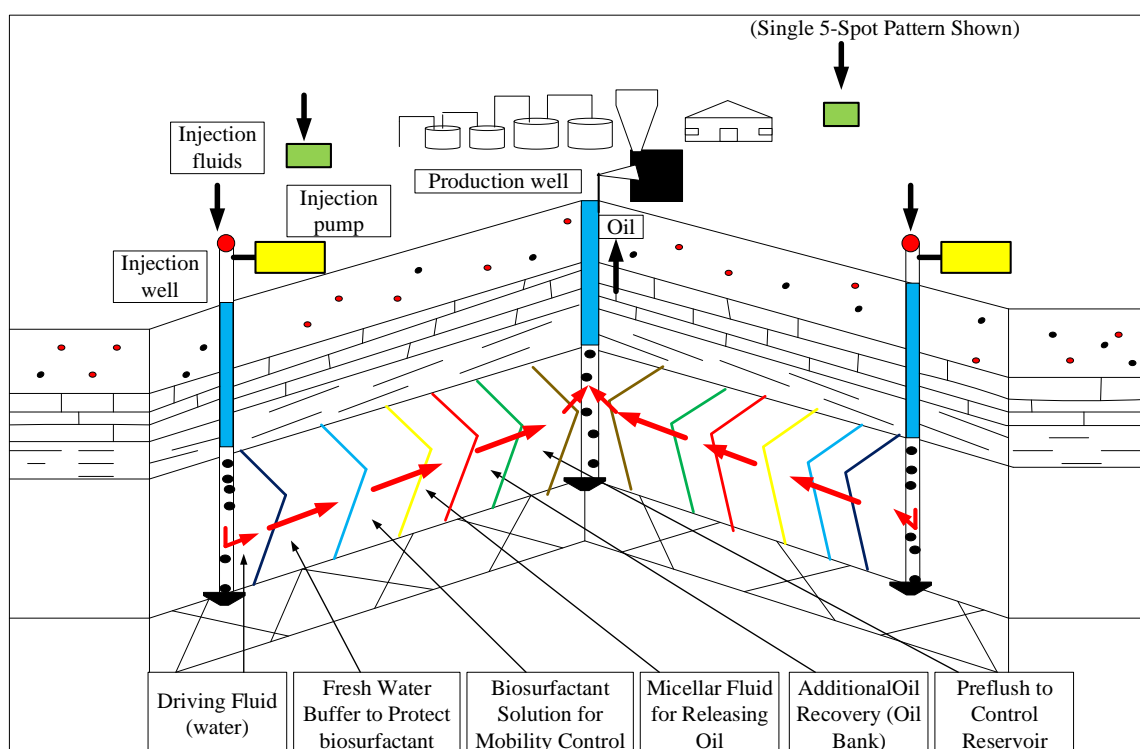 (Single 5-Spot Pattern Shown)
Injection
fluids
Production well
Injection
pump
Oil
Injection
well
Driving Fluid
(water)
Fresh Water
Buffer to Protect
biosurfactant
Biosurfactant
Solution for
Mobility Control
Micellar Fluid
for Releasing
Oil
AdditionalOil
Recovery (Oil
Bank)
Preflush to
Control
Reservoir